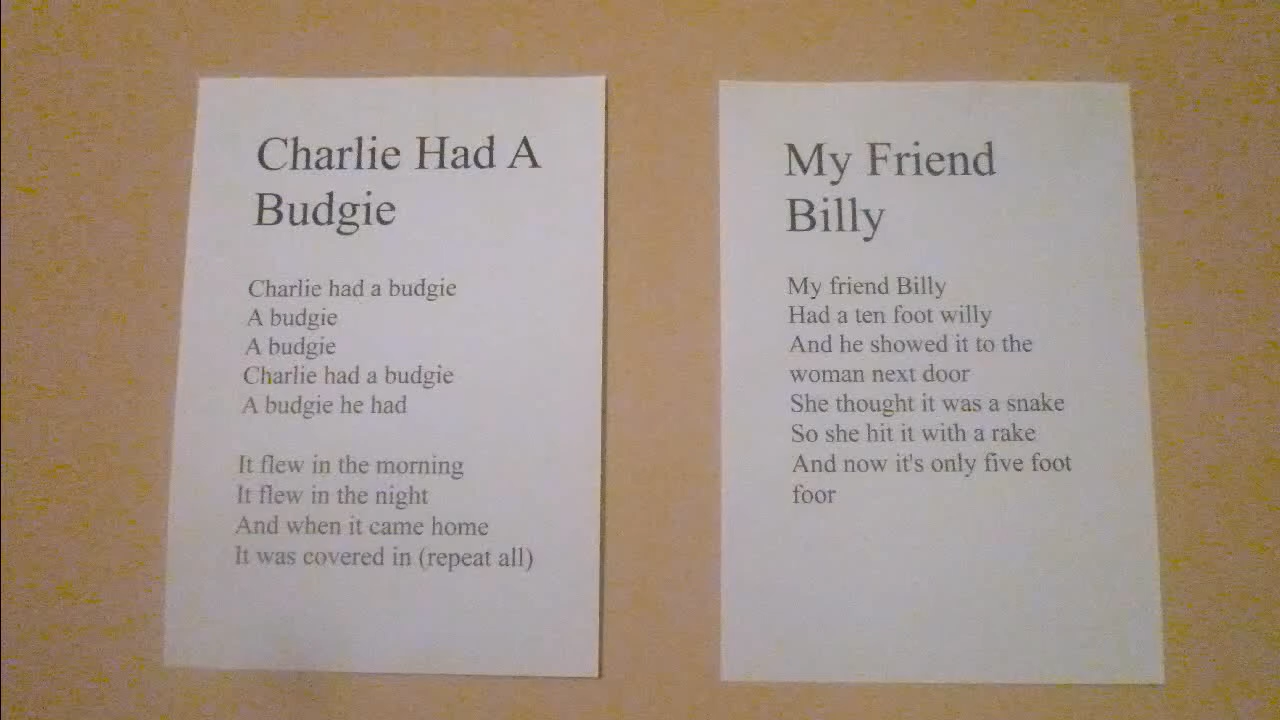 Charlie Had A
Budgie
Charlie had a budgie
A budgie
A budgie
Charlie had a budgie
A budgie he had
It flew in the morning
It flew in the night
And when it came home
It was covered in (repeat all)
My Friend
Billy
My friend Billy
Had a ten foot willy
And he showed it to the
woman next door
She thought it was a snake
So she hit it with a rake
And now it's only five foot
foor